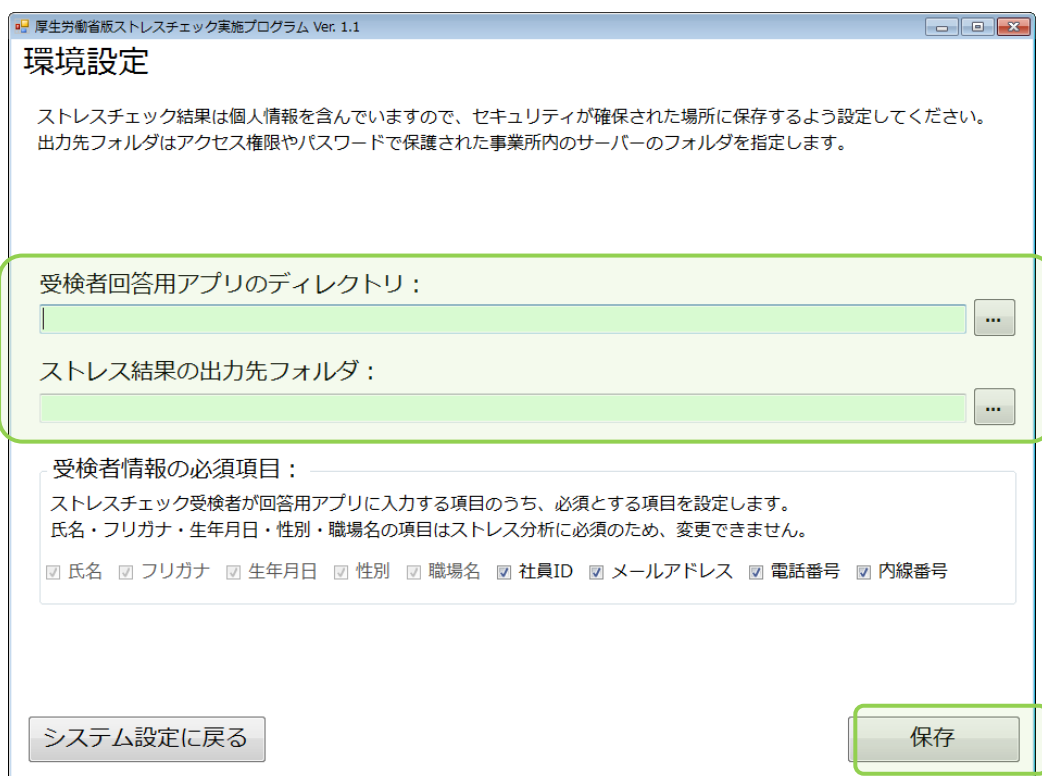 厚生労働省版ストレスチェック実施プログラム Ver. 1.1
環境設定
ストレスチェック結果は個人情報を含んでいますので、セキュリティが確保された場所に保存するよう設定してください。
出力先フォルダはアクセス権限やパスワードで保護された事業所内のサーバーのフォルダを指定します。
受検者回答用アプリのディレクトリ：
...
ストレス結果の出力先フォルダ：
...
受検者情報の必須項目：
ストレスチェック受検者が回答用アプリに入力する項目のうち、必須とする項目を設定します。
氏名・フリガナ・生年月日・性別・職場名の項目はストレス分析に必須のため、変更できません。
氏名 フリガナ 生年月日 性別 職場名 社員ID メールアドレス 電話番号 内線番号
システム設定に戻る 保存